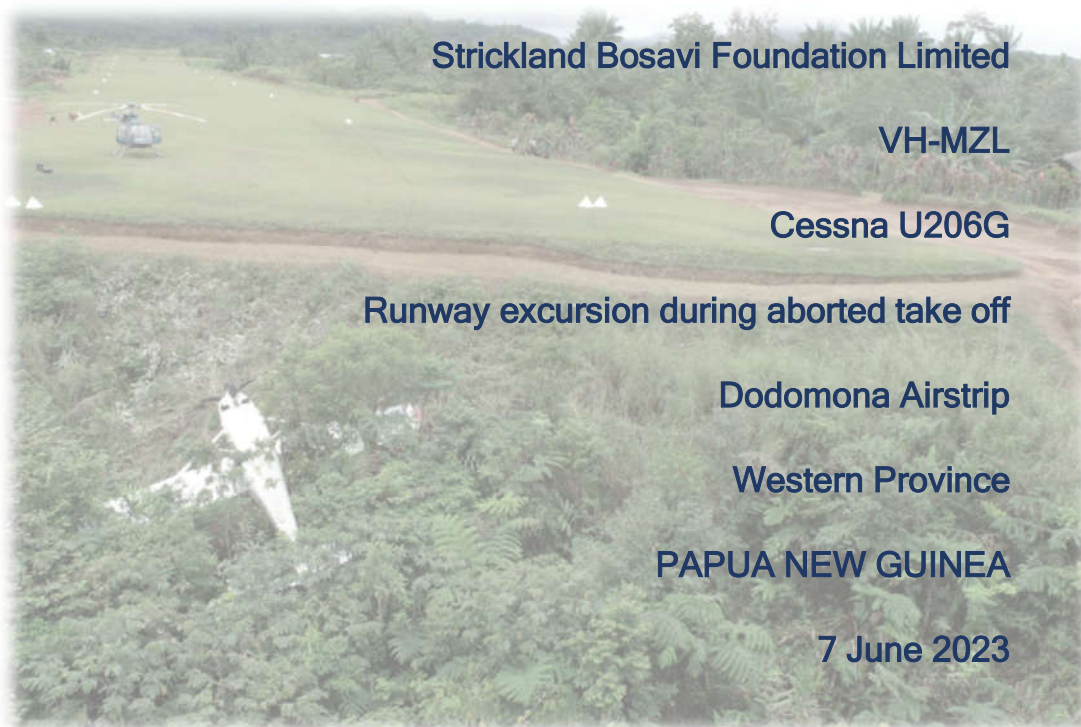 Strickland Bosavi Foundation Limited
VH-MZL
Cessna U206G
Runway excursion during aborted take off
Dodomona Airstrip
Western Province
PAPUA NEW GUINEA
7 June 2023